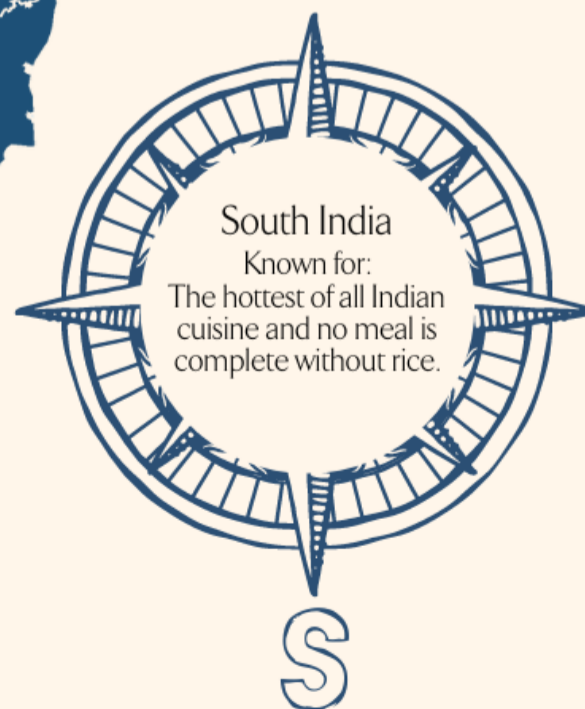 South India
Known for:
The hottest of all Indian
cuisine and no meal is
complete without rice.
S